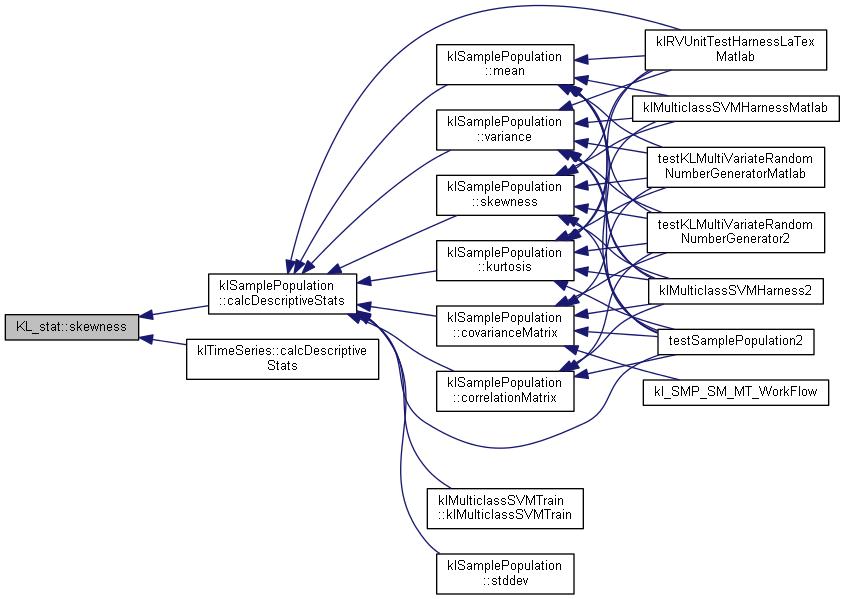 KL_stat::skewness
klSamplePopulation
::calcDescriptiveStats
klTimeSeries::calcDescriptive
Stats
klSamplePopulation
::mean
klSamplePopulation
::variance
klSamplePopulation
::skewness
klSamplePopulation
::kurtosis
klSamplePopulation
::covarianceMatrix
klSamplePopulation
::correlationMatrix
klMulticlassSVMTrain
::klMulticlassSVMTrain
klSamplePopulation
::stddev
klRVUnitTestHarnessLaTex
Matlab
klMulticlassSVMHarnessMatlab
testKLMultiVariateRandom
NumberGeneratorMatlab
testKLMultiVariateRandom
NumberGenerator2
klMulticlassSVMHarness2
testSamplePopulation2
kl_SMP_SM_MT_WorkFlow